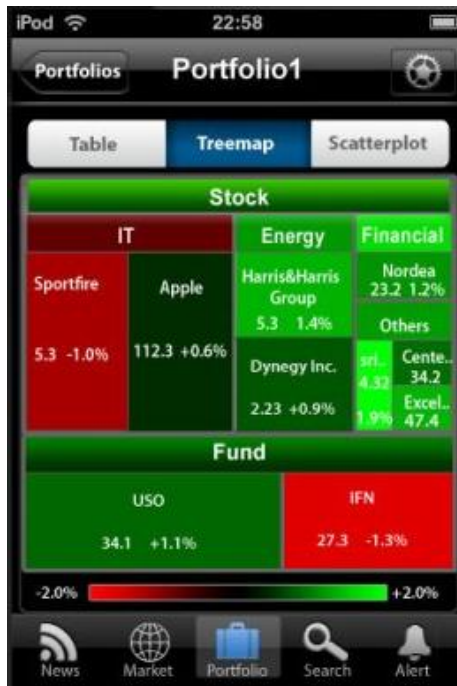 iPod 22:58
Portfolios Portfolio1
Table Treemap Scatterplot
Stock
IT Energy Financial
Sportfire
5.3 -1.0%
Apple
112.3 +0.6%
Harris&Harris
Group
5.3 1.4%
Dynegy Inc.
2.23 +0.9%
Nordea
23.2 1.2%
Others
sri..
4.32
1.9%
Cente..
34.2
Excel..
47.4
Fund
USO
34.1 +1.1%
IFN
27.3 -1.3%
-2.0% +2.0%
News Market Portfolio Search Alert